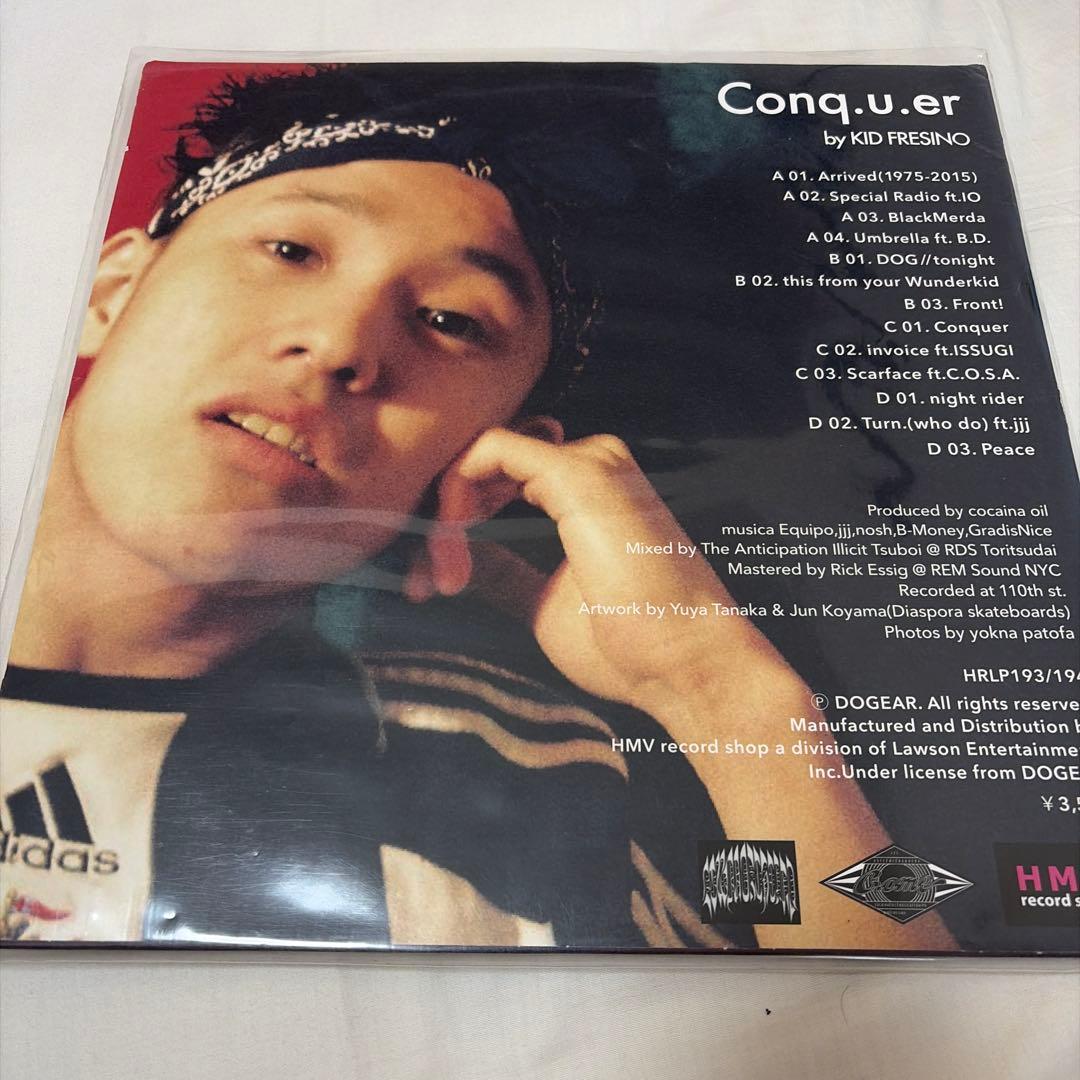 Conq.u.er
by KID FRESINO
A 01. Arrived(1975-2015)
A 02. Special Radio ft.IO
A 03. BlackMerda
A 04. Umbrella ft. B.D.
B 01. DOG//tonight
B 02. this from your Wunderkid
B 03. Front!
C 01. Conquer
C 02. invoice ft.ISSUGI
C 03. Scarface ft.C.O.S.A.
D 01. night rider
D 02. Turn.(who do) ft.jjj
D 03. Peace
Produced by cocaina oil
musica Equipo,jjj,nosh,B-Money,GradisNice
Mixed by The Anticipation Illicit Tsuboi @ RDS Toritsudai
Mastered by Rick Essig @ REM Sound NYC
Recorded at 110th st.
Artwork by Yuya Tanaka & Jun Koyama(Diaspora skateboards)
Photos by yokna patofa
HRLP193/194
Ⓟ DOGEAR. All rights reserve
Manufactured and Distribution b
HMV record shop a division of Lawson Entertainme
Inc.Under license from DOGE
¥ 3,5
adidas
HM
record s